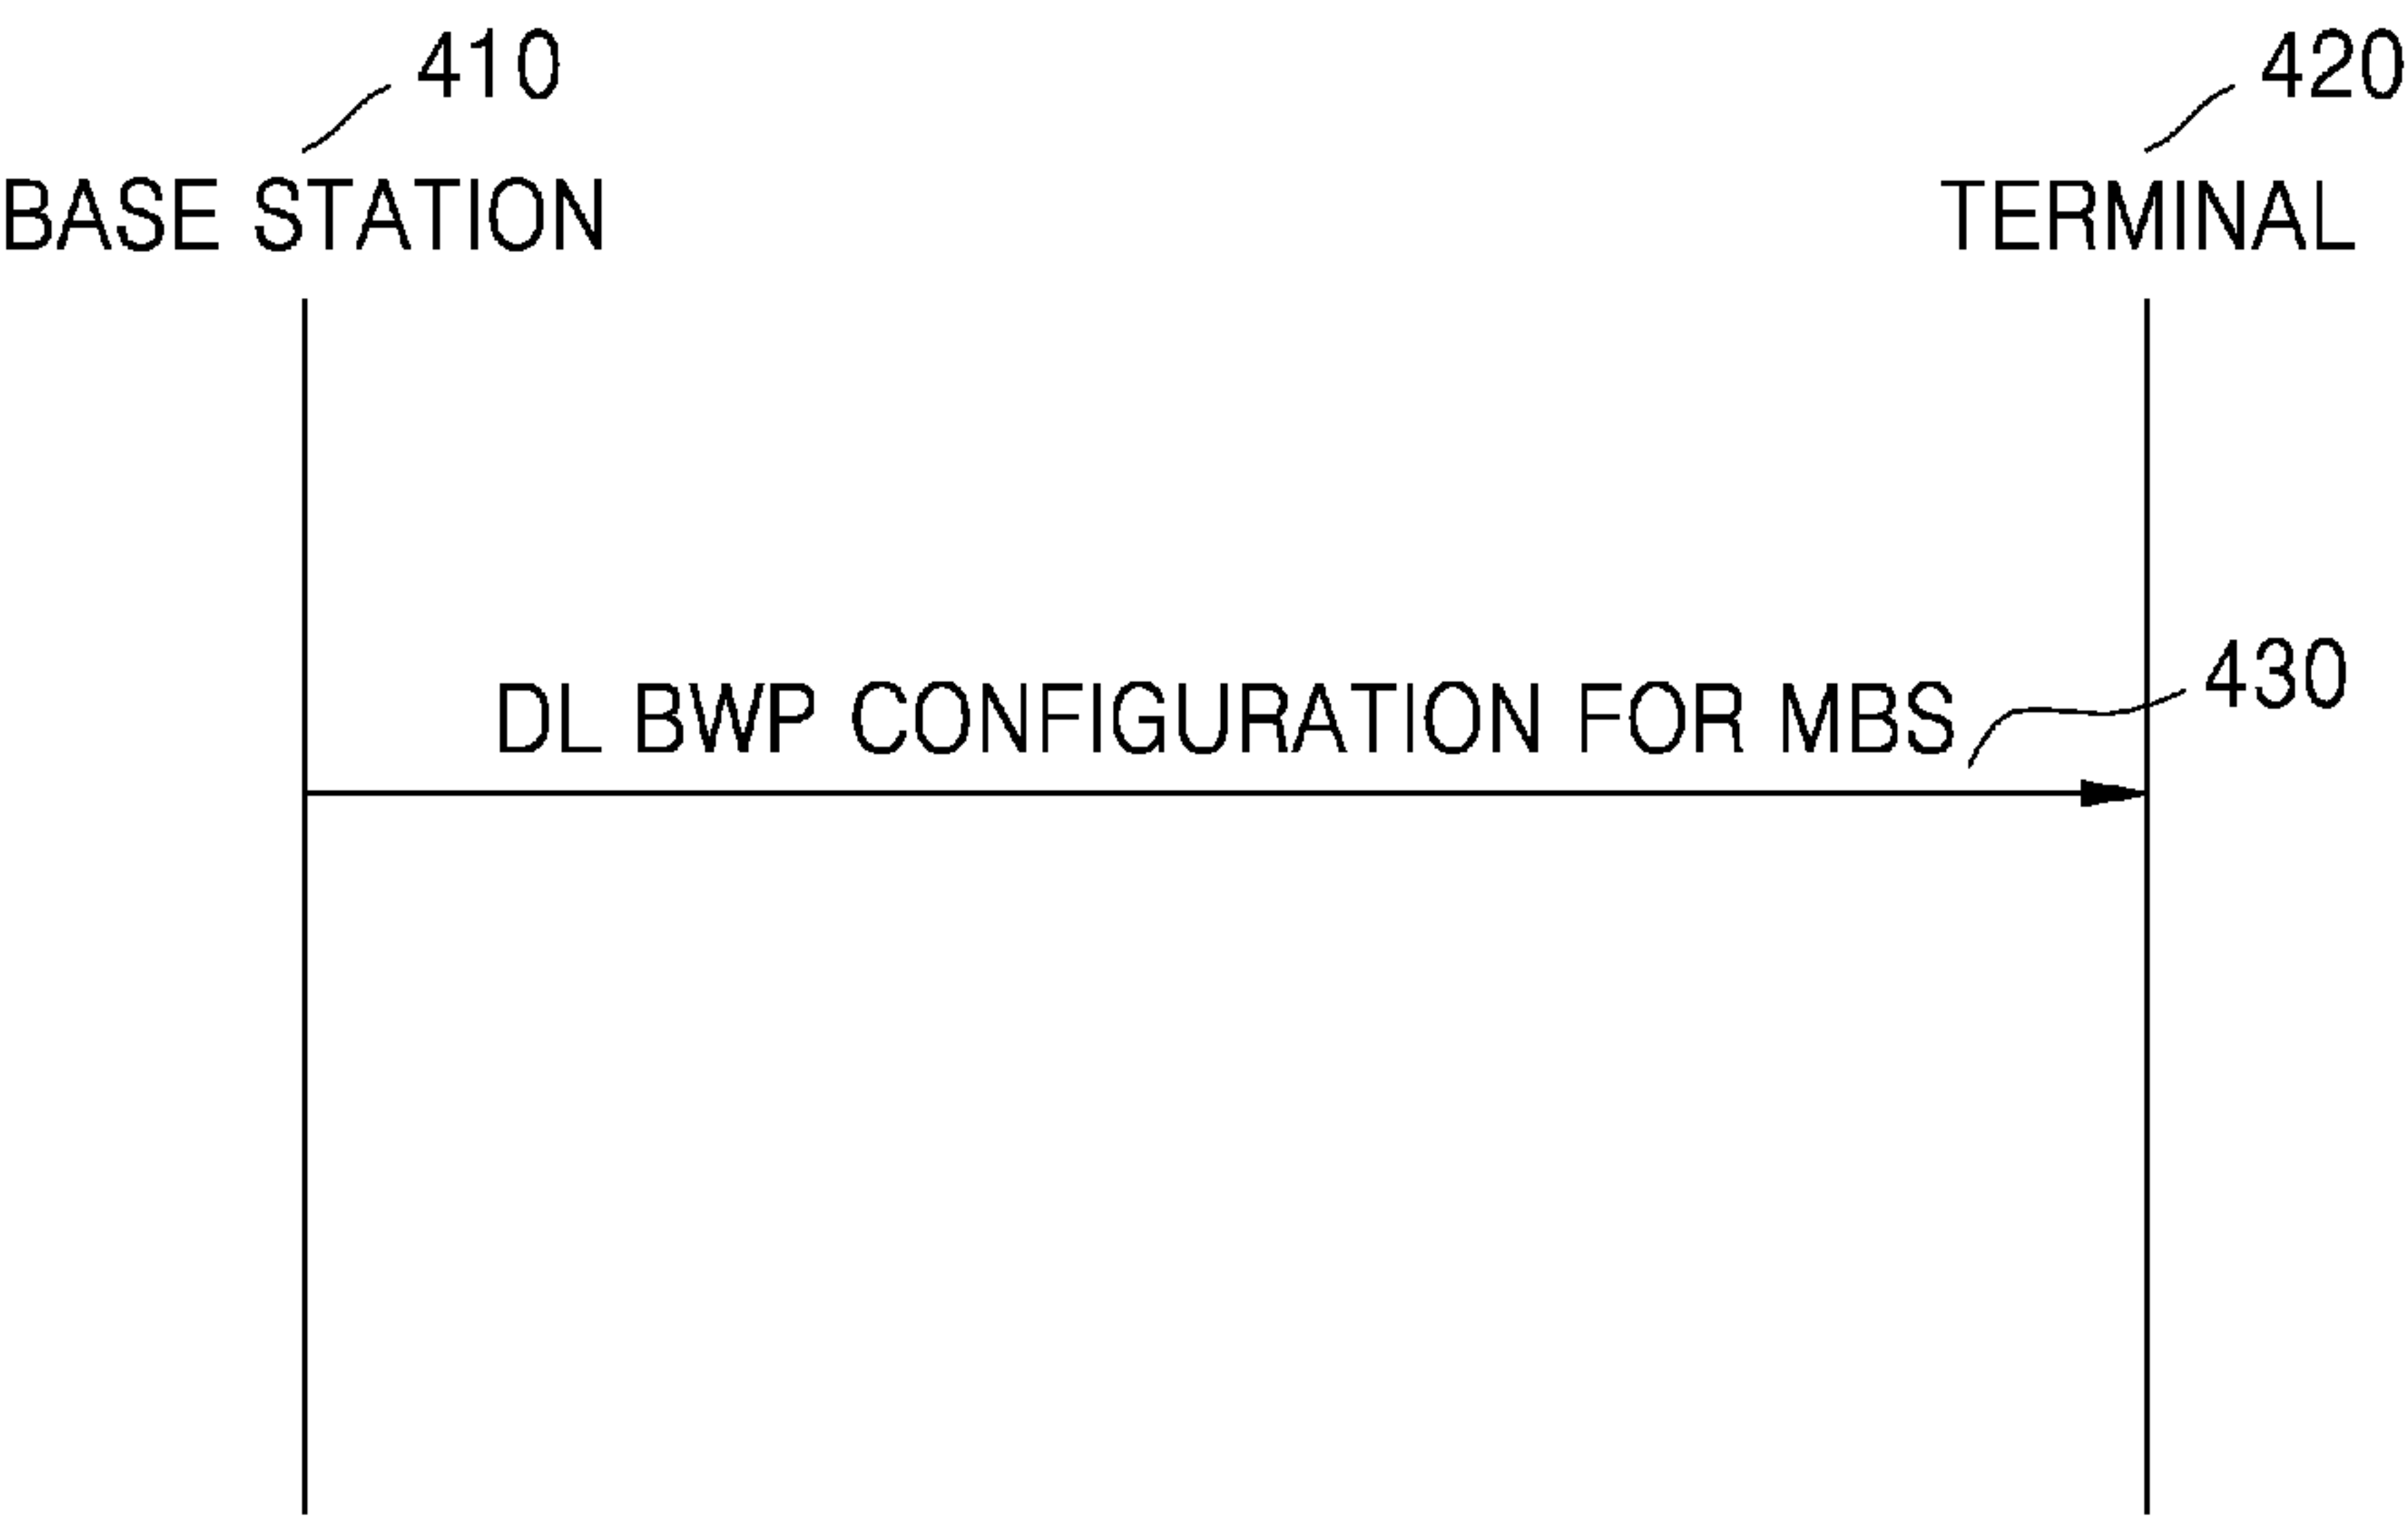 410
420
BASE STATION
TERMINAL
430
DL BWP CONFIGURATION FOR MBS